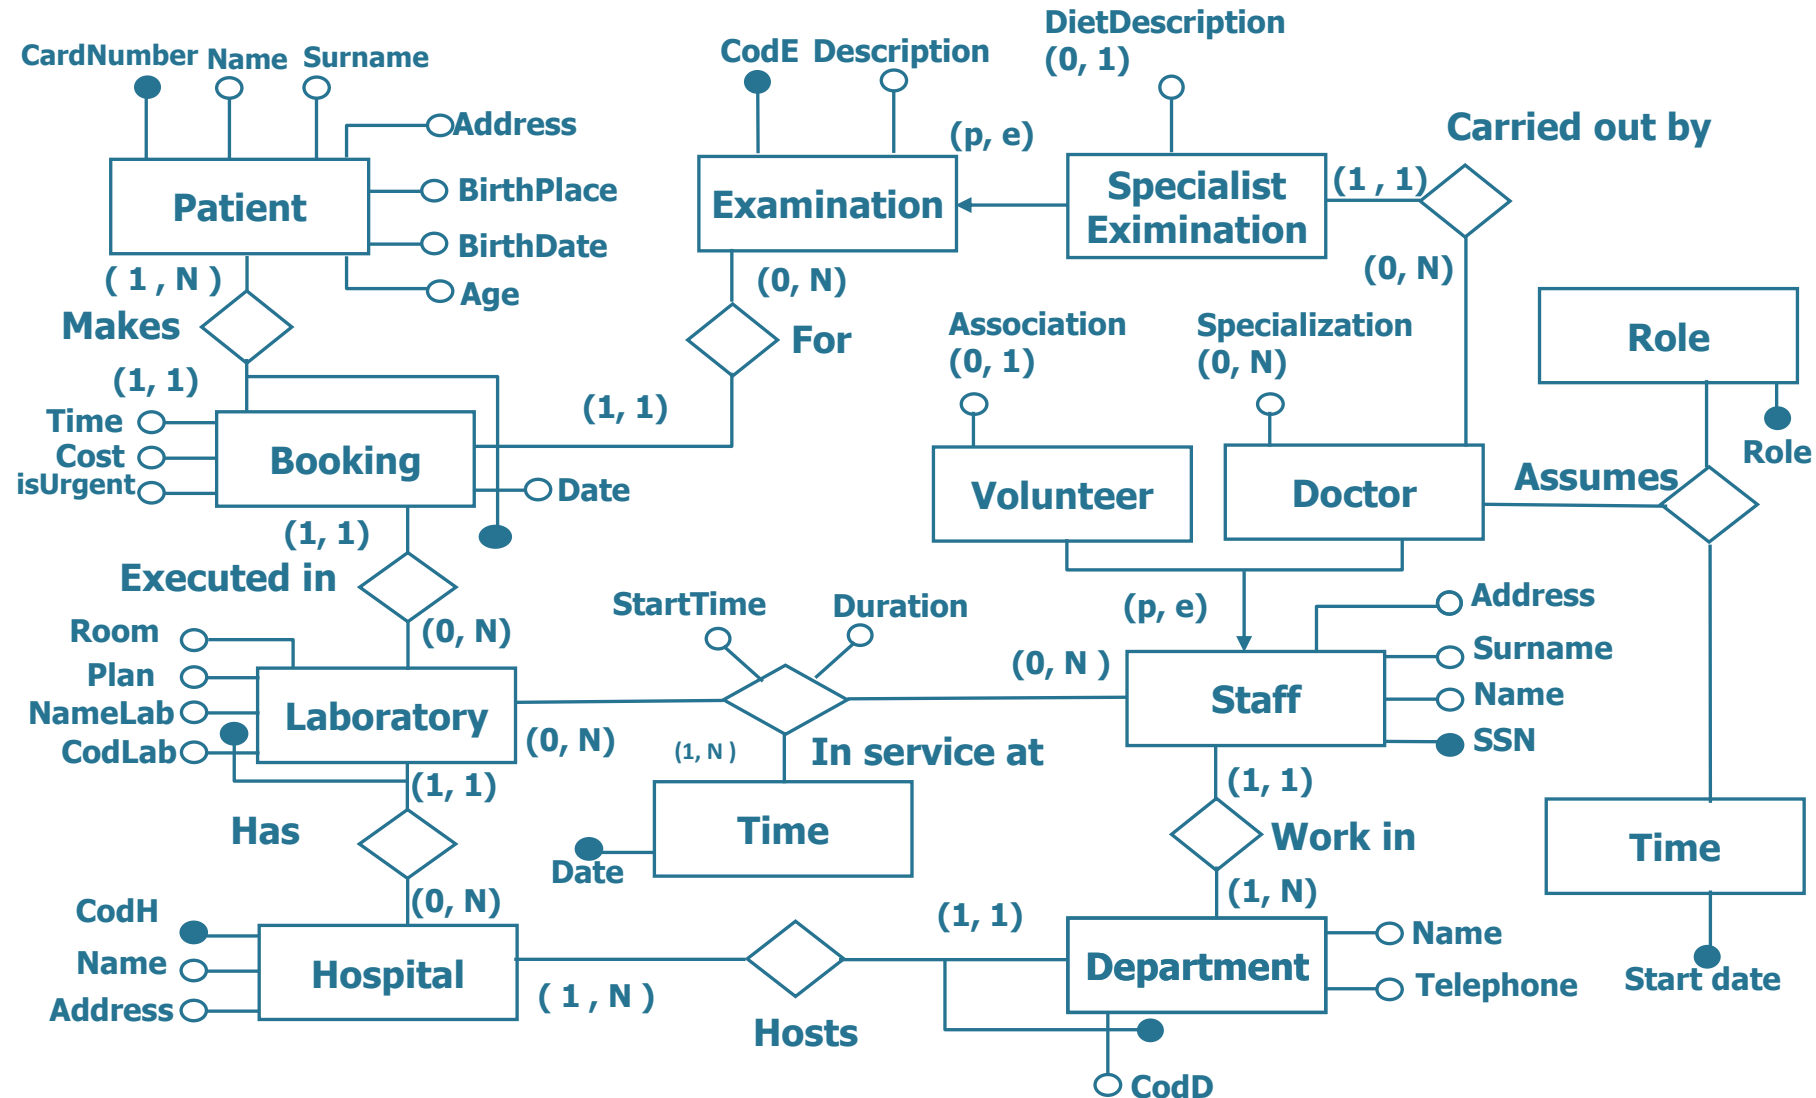 DietDescription
(0, 1)
CardNumber
Name
Surname
CodE
Description
Address
(p, e)
Carried out by
Patient
BirthPlace
BirthDate
Age
Examination
Specialist
Eximination
(1 , 1)
( 1 , N )
(0, N)
(0, N)
Makes
For
Association
(0, 1)
Specialization
(0, N)
Role
Role
(1, 1)
(1, 1)
Time
Cost
isUrgent
Booking
Date
Volunteer
Doctor
Assumes
(1, 1)
Executed in
(0, N)
StartTime
Duration
(p, e)
Address
Surname
Name
SSN
Room
Plan
NameLab
CodLab
Laboratory
(0, N)
(0, N )
Staff
(1, N )
In service at
(1, 1)
Has
Time
Date
(1, 1)
Work in
Time
(0, N)
(1, N)
CodH
Name
Address
Hospital
( 1 , N )
(1, 1)
Department
Name
Telephone
Start date
Hosts
CodD